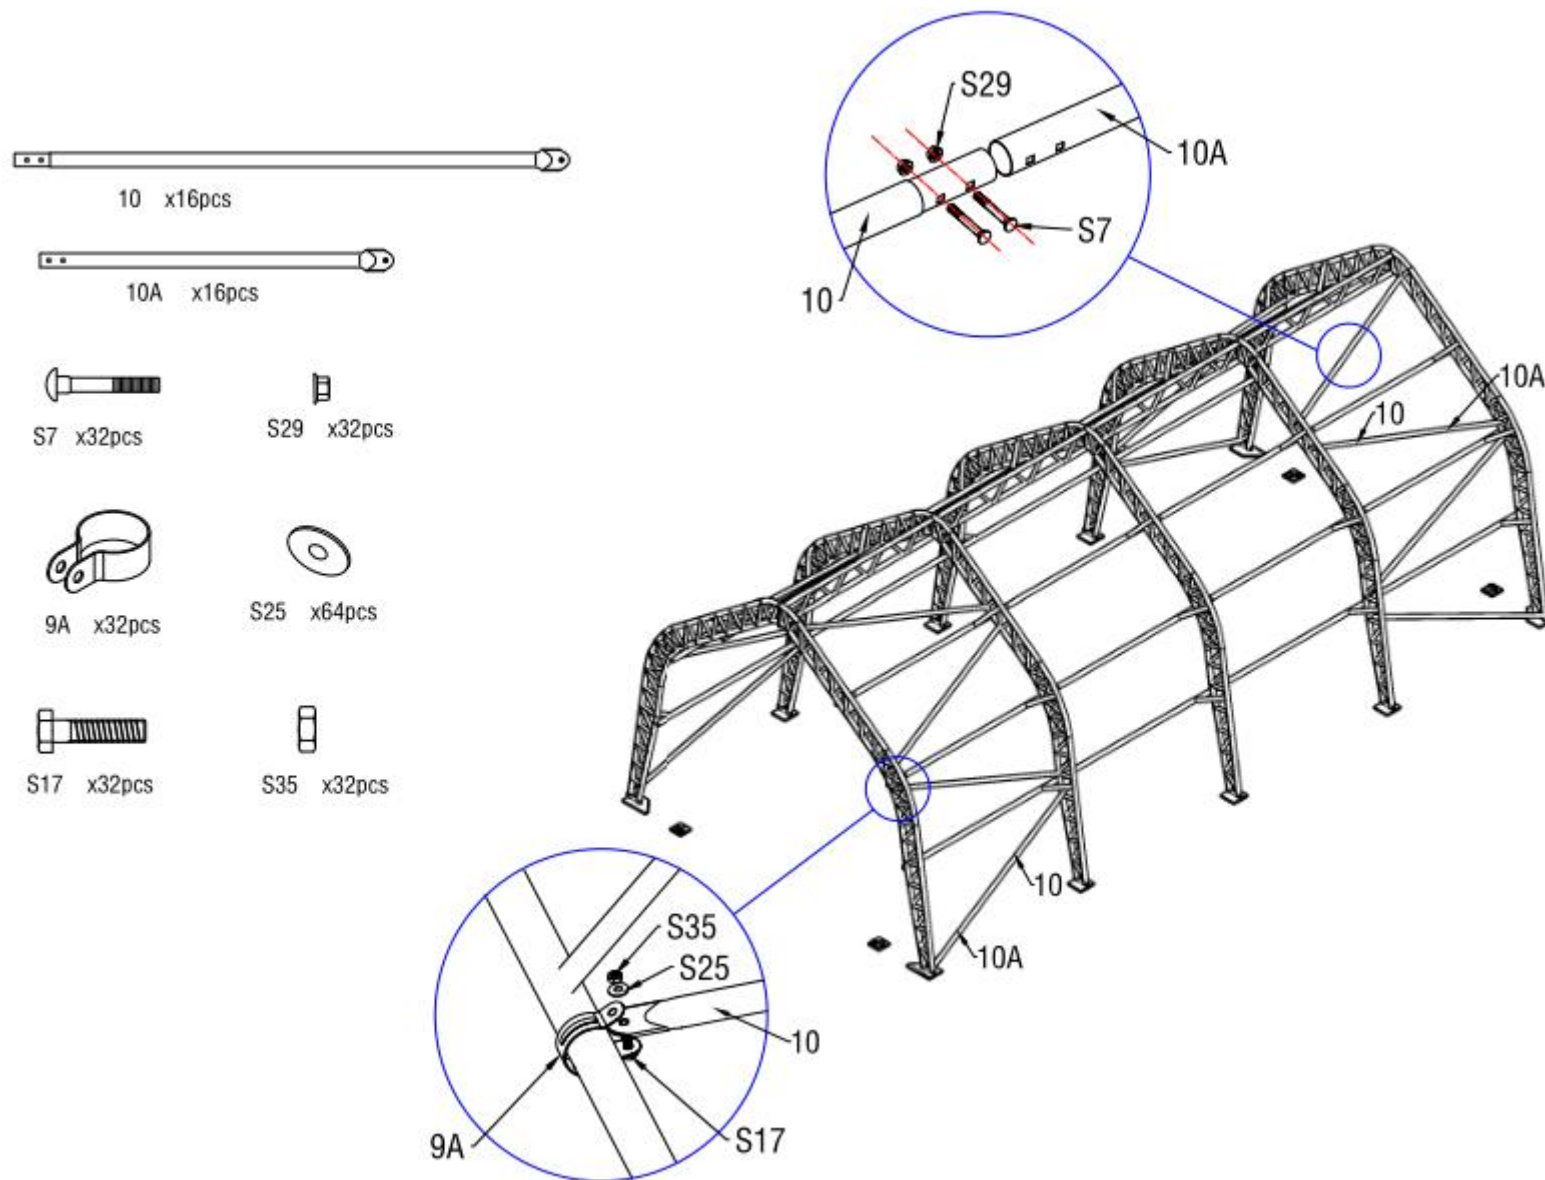 10 x16pcs
10A x16pcs
S7 x32pcs
S29 x32pcs
9A x32pcs
S25 x64pcs
S17 x32pcs
S35 x32pcs
S29
10A
S7
10
10A
10
10
10A
S35
S25
10
9A
S17